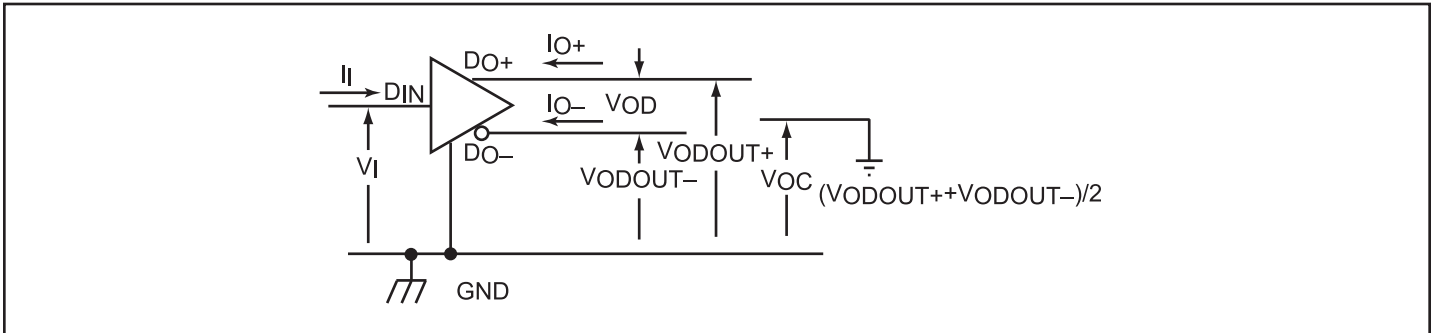 IO+
DO+
II
DIN
VOD
IO–
DO–
VI
VODOUT+
VODOUT–
VOC
(VODOUT++VODOUT–)/2
GND